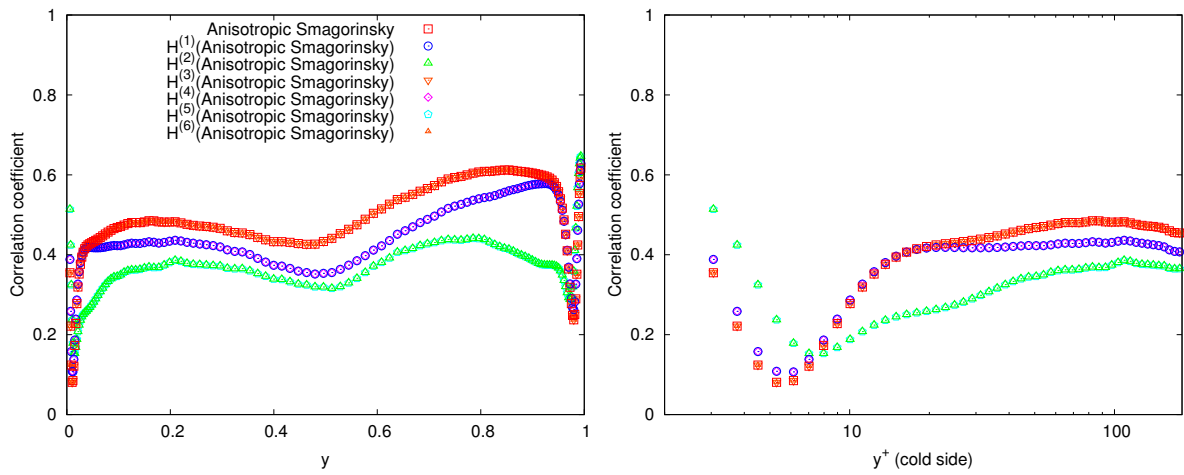 Correlation coefficient
1
0.8
0.6
0.4
0.2
0
0
0.2
0.4
0.6
0.8
1
y
Anisotropic Smagorinsky
H(1)(Anisotropic Smagorinsky)
H(2)(Anisotropic Smagorinsky)
H(3)(Anisotropic Smagorinsky)
H(4)(Anisotropic Smagorinsky)
H(5)(Anisotropic Smagorinsky)
H(6)(Anisotropic Smagorinsky)
Correlation coefficient
1
0.8
0.6
0.4
0.2
0
10
100
y+ (cold side)